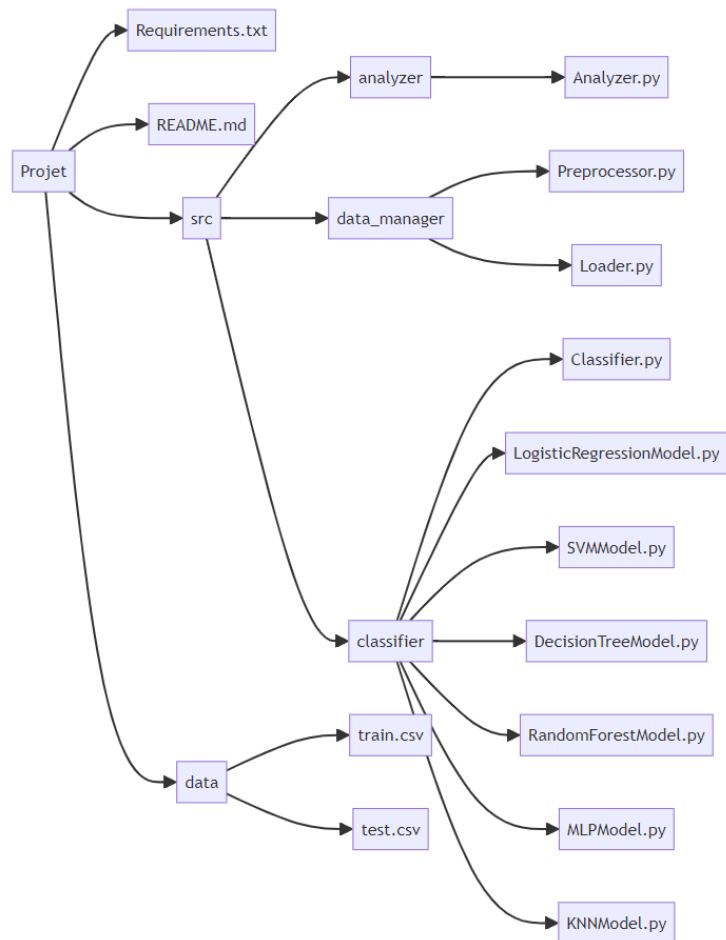 Requirements.txt
analyzer
Analyzer.py
README.md
Projet
Preprocessor.py
src
data_manager
Loader.py
Classifier.py
LogisticRegressionModel.py
SVMModel.py
classifier
DecisionTreeModel.py
train.csv
RandomForestModel.py
data
test.csv
MLPModel.py
KNNModel.py